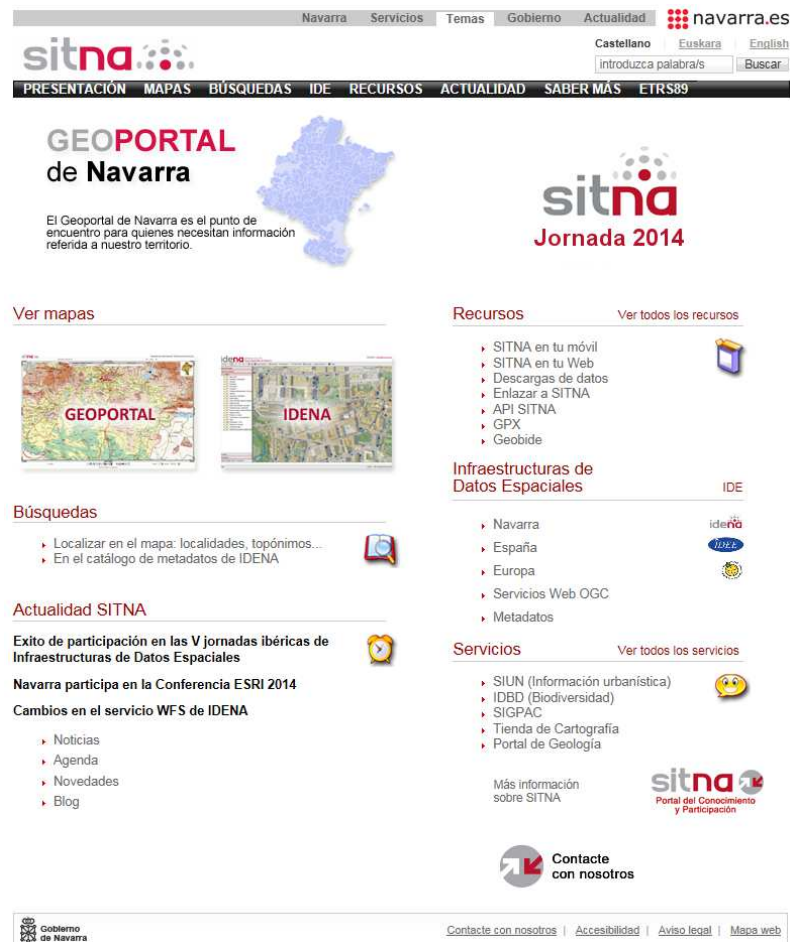 Navarra Servicios Temas Gobierno Actualidad navarra.es
sitna
Castellano Euskara English
introduzca palabra/s Buscar
PRESENTACIÓN MAPAS BÚSQUEDAS IDE RECURSOS ACTUALIDAD SABER MÁS ETRS89
GEOPORTAL
de Navarra
El Geoportal de Navarra es el punto de
encuentro para quienes necesitan información
referida a nuestro territorio.
sitna
Jornada 2014
Ver mapas
GEOPORTAL
idena
IDENA
Búsquedas
Localizar en el mapa: localidades, topónimos...
En el catálogo de metadatos de IDENA
Actualidad SITNA
Exito de participación en las V jornadas ibéricas de
Infraestructuras de Datos Espaciales
Navarra participa en la Conferencia ESRI 2014
Cambios en el servicio WFS de IDENA
Noticias
Agenda
Novedades
Blog
Recursos Ver todos los recursos
SITNA en tu móvil
SITNA en tu Web
Descargas de datos
Enlazar a SITNA
API SITNA
GPX
Geobide
Infraestructuras de
Datos Espaciales IDE
Navarra idena
España IDEE
Europa
Servicios Web OGC
Metadatos
Servicios Ver todos los servicios
SIUN (Información urbanística)
IDBD (Biodiversidad)
SIGPAC
Tienda de Cartografía
Portal de Geología
Más información
sobre SITNA
sitna
Portal del Conocimiento
y Participación
Contacte
con nosotros
Gobierno
de Navarra
Contacte con nosotros | Accesibilidad | Aviso legal | Mapa web